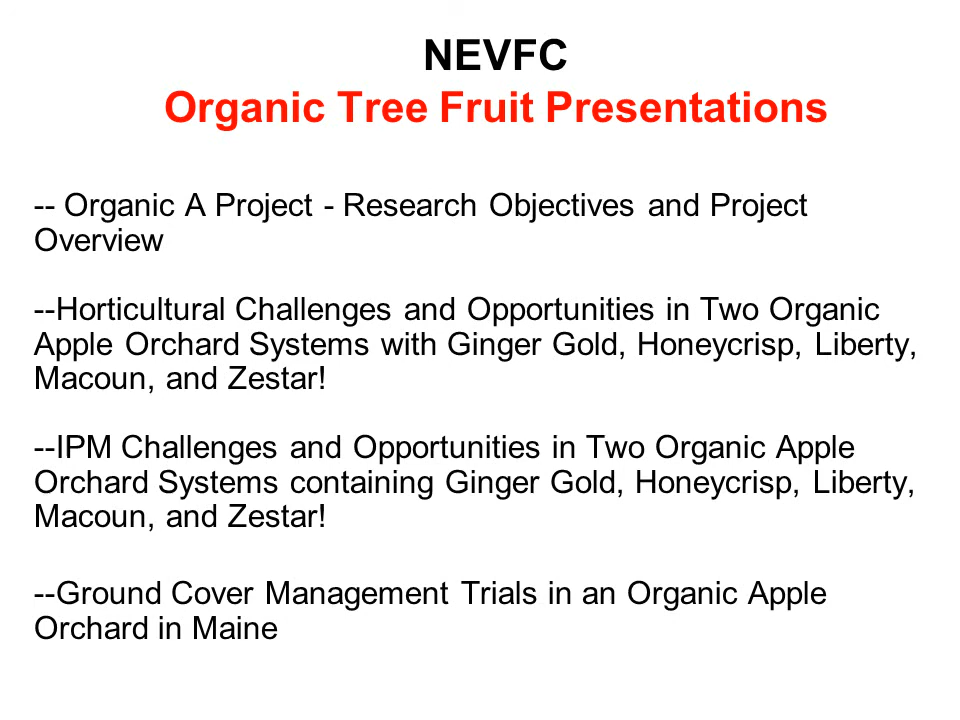 NEVFC
Organic Tree Fruit Presentations
-- Organic A Project - Research Objectives and Project
Overview
--Horticultural Challenges and Opportunities in Two Organic
Apple Orchard Systems with Ginger Gold, Honeycrisp, Liberty,
Macoun, and Zestar!
--IPM Challenges and Opportunities in Two Organic Apple
Orchard Systems containing Ginger Gold, Honeycrisp, Liberty,
Macoun, and Zestar!
--Ground Cover Management Trials in an Organic Apple
Orchard in Maine